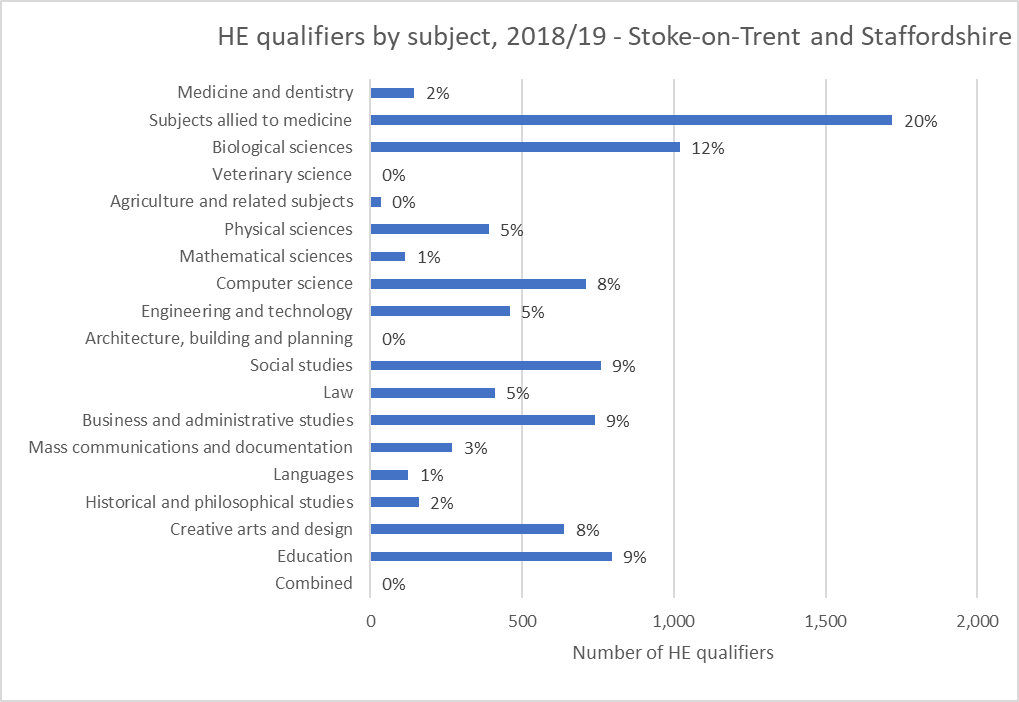 HE qualifiers by subject, 2018/19 - Stoke-on-Trent and Staffordshire
Medicine and dentistry 2%
Subjects allied to medicine 20%
Biological sciences 12%
Veterinary science 0%
Agriculture and related subjects 0%
Physical sciences 5%
Mathematical sciences 1%
Computer science 8%
Engineering and technology 5%
Architecture, building and planning 0%
Social studies 9%
Law 5%
Business and administrative studies 9%
Mass communications and documentation 3%
Languages 1%
Historical and philosophical studies 2%
Creative arts and design 8%
Education 9%
Combined 0%
0 500 1,000 1,500 2,000
Number of HE qualifiers